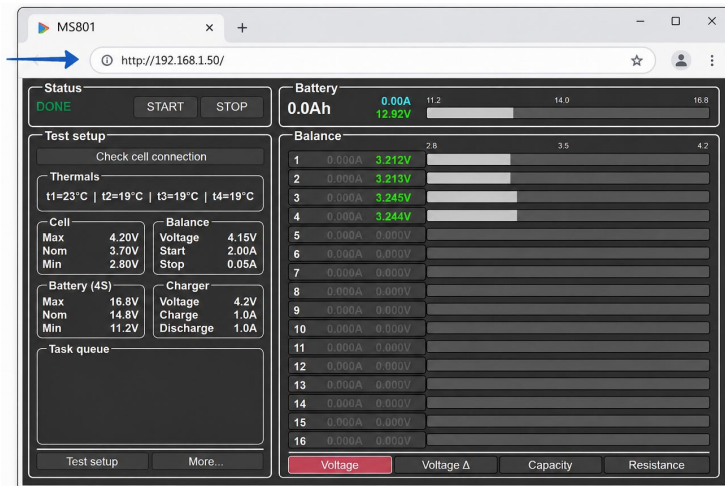 MS801
http://192.168.1.50/
Status
DONE START STOP
Test setup
Check cell connection
Thermals
t1=23°C | t2=19°C | t3=19°C | t4=19°C
Cell
Max 4.20V
Nom 3.70V
Min 2.80V
Balance
Voltage 4.15V
Start 2.00A
Stop 0.05A
Battery (4S)
Max 16.8V
Nom 14.8V
Min 11.2V
Charger
Voltage 4.2V
Charge 1.0A
Discharge 1.0A
Task queue
Test setup More...
Battery
0.0Ah 0.00A 12.92V
11.2 14.0 16.8
Balance
2.8 3.5 4.2
1 0.000A 3.212V
2 0.000A 3.213V
3 0.000A 3.245V
4 0.000A 3.244V
5 0.000A 0.000V
6 0.000A 0.000V
7 0.000A 0.000V
8 0.000A 0.000V
9 0.000A 0.000V
10 0.000A 0.000V
11 0.000A 0.000V
12 0.000A 0.000V
13 0.000A 0.000V
14 0.000A 0.000V
15 0.000A 0.000V
16 0.000A 0.000V
Voltage Voltage Δ Capacity Resistance